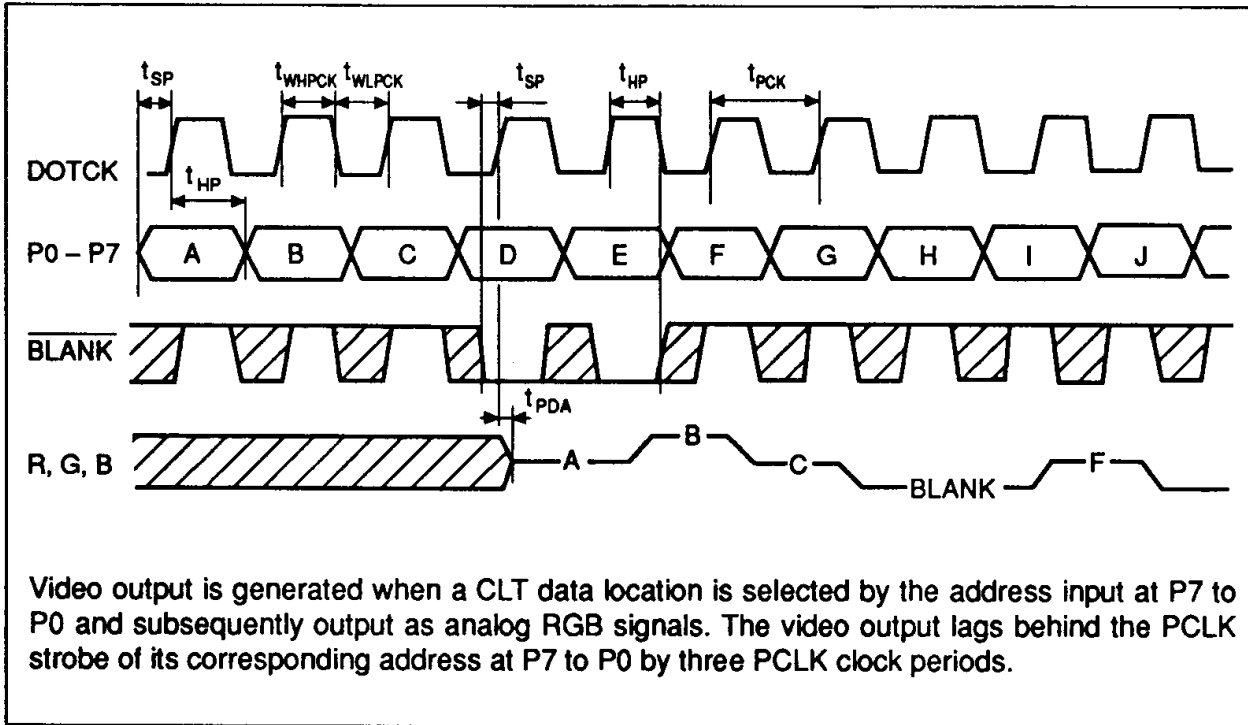 tSP tWHPCK tWLPCK tSP tHP tPCK
DOTCK
tHP
P0 – P7 A B C D E F G H I J
BLANK
tPDA
R, G, B A B C BLANK F
Video output is generated when a CLT data location is selected by the address input at P7 to
P0 and subsequently output as analog RGB signals. The video output lags behind the PCLK
strobe of its corresponding address at P7 to P0 by three PCLK clock periods.